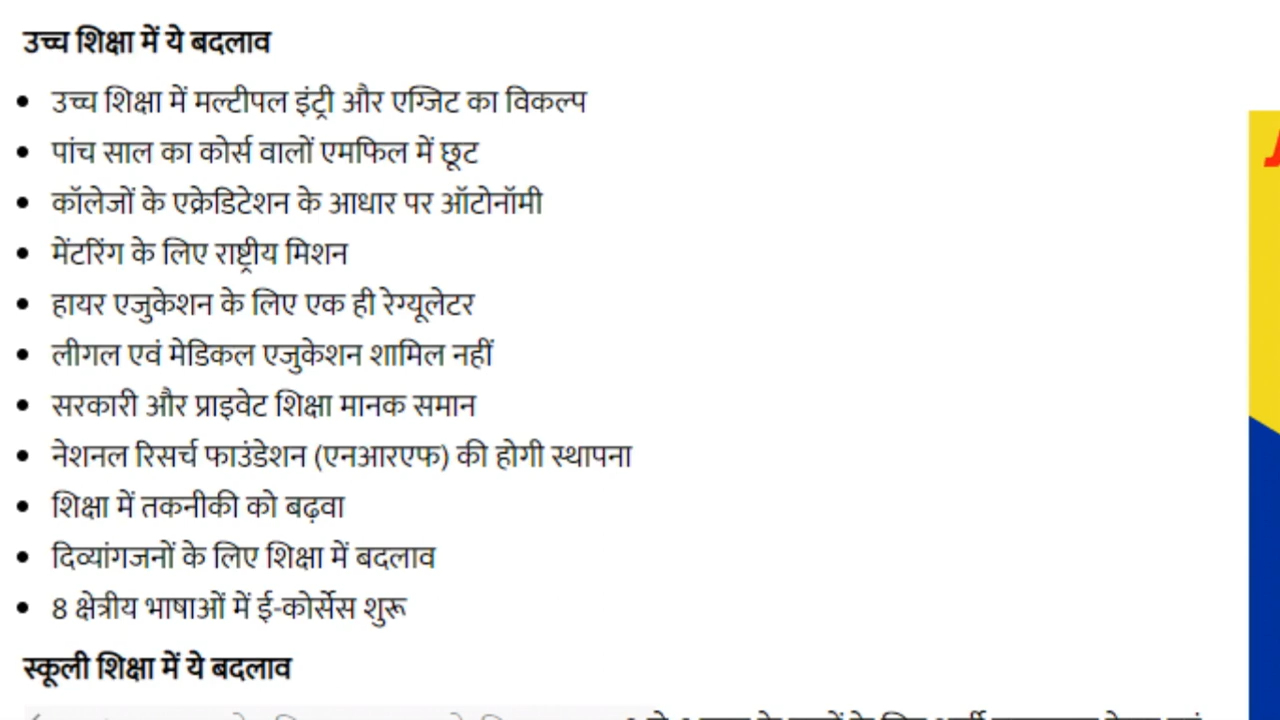 उच्च शिक्षा में ये बदलाव
• उच्च शिक्षा में मल्टीपल इंट्री और एग्जिट का विकल्प
• पांच साल का कोर्स वालों एमफिल में छूट
• कॉलेजों के एक्रेडिटेशन के आधार पर ऑटोनॉमी
• मेंटरिंग के लिए राष्ट्रीय मिशन
• हायर एजुकेशन के लिए एक ही रेग्यूलेटर
• लीगल एवं मेडिकल एजुकेशन शामिल नहीं
• सरकारी और प्राइवेट शिक्षा मानक समान
• नेशनल रिसर्च फाउंडेशन (एनआरएफ) की होगी स्थापना
• शिक्षा में तकनीकी को बढ़वा
• दिव्यांगजनों के लिए शिक्षा में बदलाव
• 8 क्षेत्रीय भाषाओं में ई-कोर्सेस शुरू
स्कूली शिक्षा में ये बदलाव